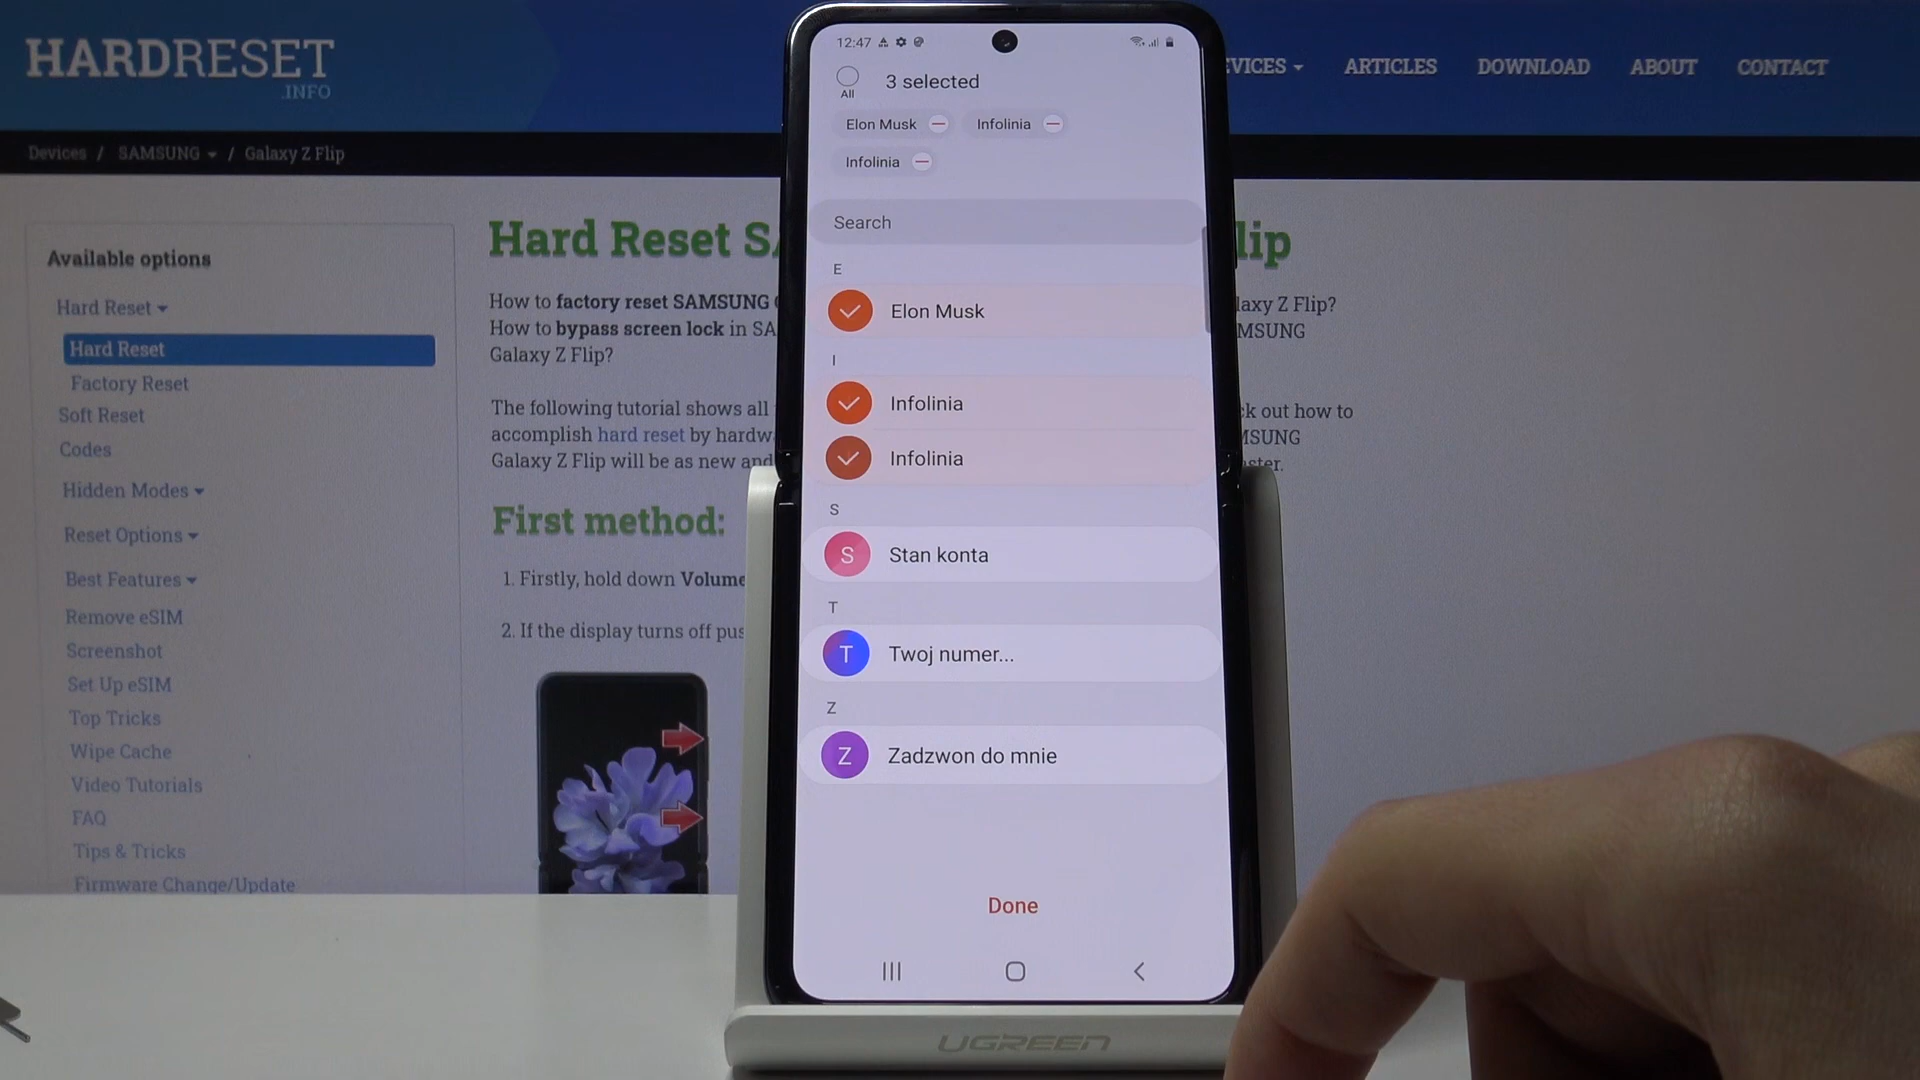 HARDRESET
.INFO
EVICES
ARTICLES
DOWNLOAD
ABOUT
CONTACT
Devices / SAMSUNG / Galaxy Z Flip
Available options
Hard Reset
Hard Reset
Factory Reset
Soft Reset
Codes
Hidden Modes
Reset Options
Best Features
Remove eSIM
Screenshot
Set Up eSIM
Top Tricks
Wipe Cache
Video Tutorials
FAQ
Tips & Tricks
Firmware Change/Update
Hard Reset SA
lip
How to factory reset SAMSUNG
laxy Z Flip?
How to bypass screen lock in SA
MSUNG
Galaxy Z Flip?
The following tutorial shows all
ck out how to
accomplish hard reset by hardwa
MSUNG
Galaxy Z Flip will be as new and
ster.
First method:
1. Firstly, hold down Volume
2. If the display turns off pus
12:47
All
3 selected
Elon Musk
Infolinia
Infolinia
Search
E
Elon Musk
I
Infolinia
Infolinia
S
S Stan konta
T
T Twoj numer...
Z
Z Zadzwon do mnie
Done
UGREEN